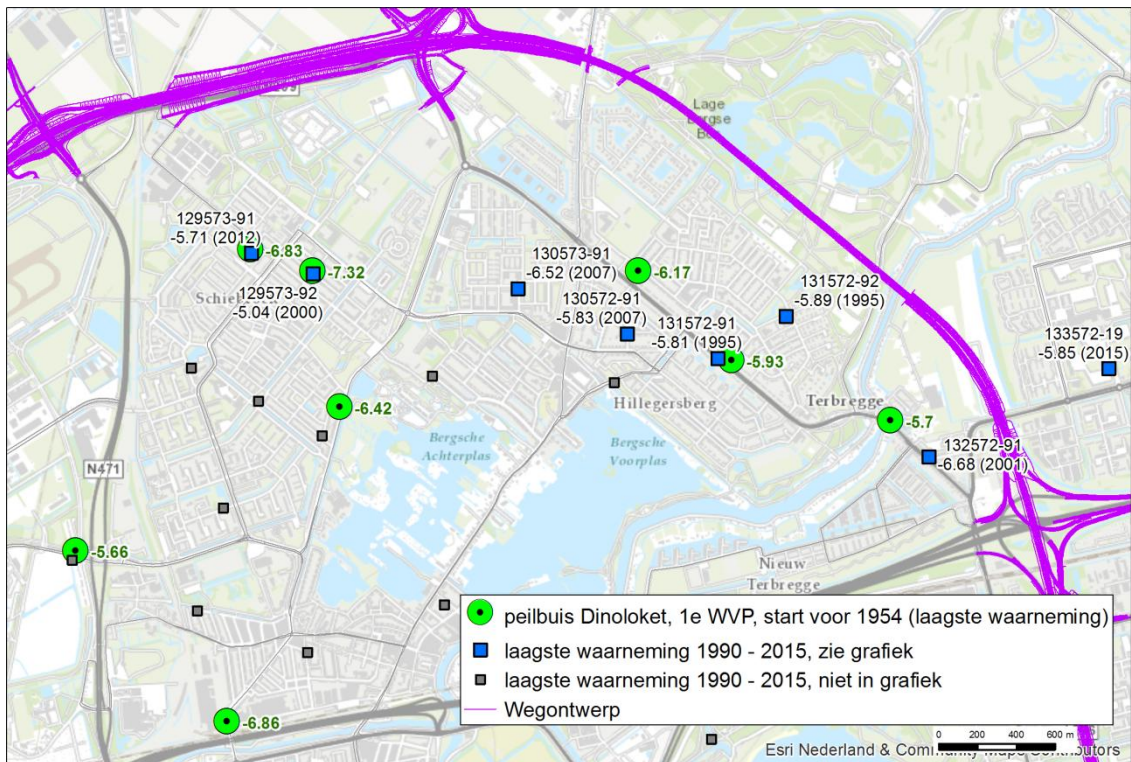 Lage
Bergse
Bos
129573-91
-5.71 (2012)
-6.83
-7.32
129573-92
-5.04 (2000)
130573-91
-6.52 (2007)
-6.17
130572-91
-5.83 (2007)
131572-92
-5.89 (1995)
131572-91
-5.81 (1995)
-5.93
133572-19
-5.85 (2015)
-6.42
Hillegersberg
Terbregge
-5.7
Bergsche
Achterplas
Bergsche
Voorplas
132572-91
-6.68 (2001)
N471
-5.66
Nieuw
Terbregge
-6.86
peilbuis Dinoloket, 1e WVP, start voor 1954 (laagste waarneming)
laagste waarneming 1990 - 2015, zie grafiek
laagste waarneming 1990 - 2015, niet in grafiek
Wegontwerp
0 200 400 600 m
Esri Nederland & Community Maps Contributors